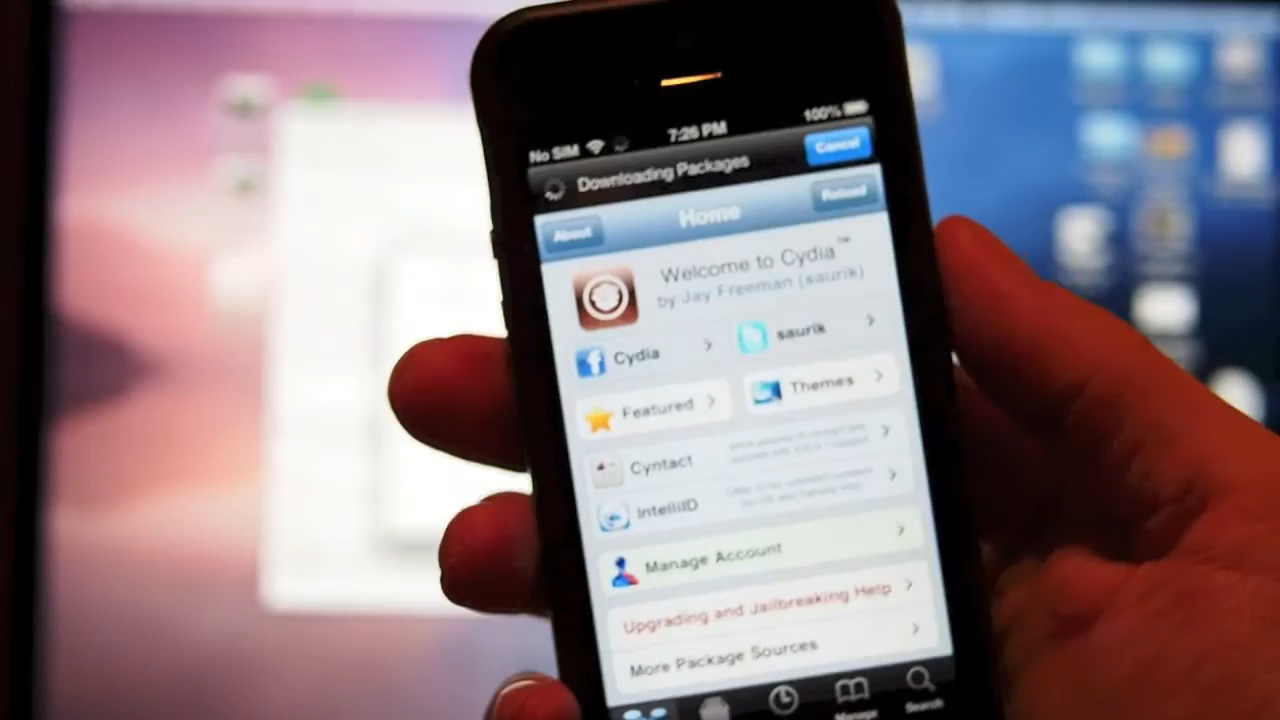 No SIM 7:26 PM 100%
Downloading Packages Cancel
About Home Reload
Welcome to Cydia™
by Jay Freeman (saurik)
Cydia saurik
Featured Themes
Cyntact
IntelliID
Manage Account
Upgrading and Jailbreaking Help
More Package Sources
Manage Search